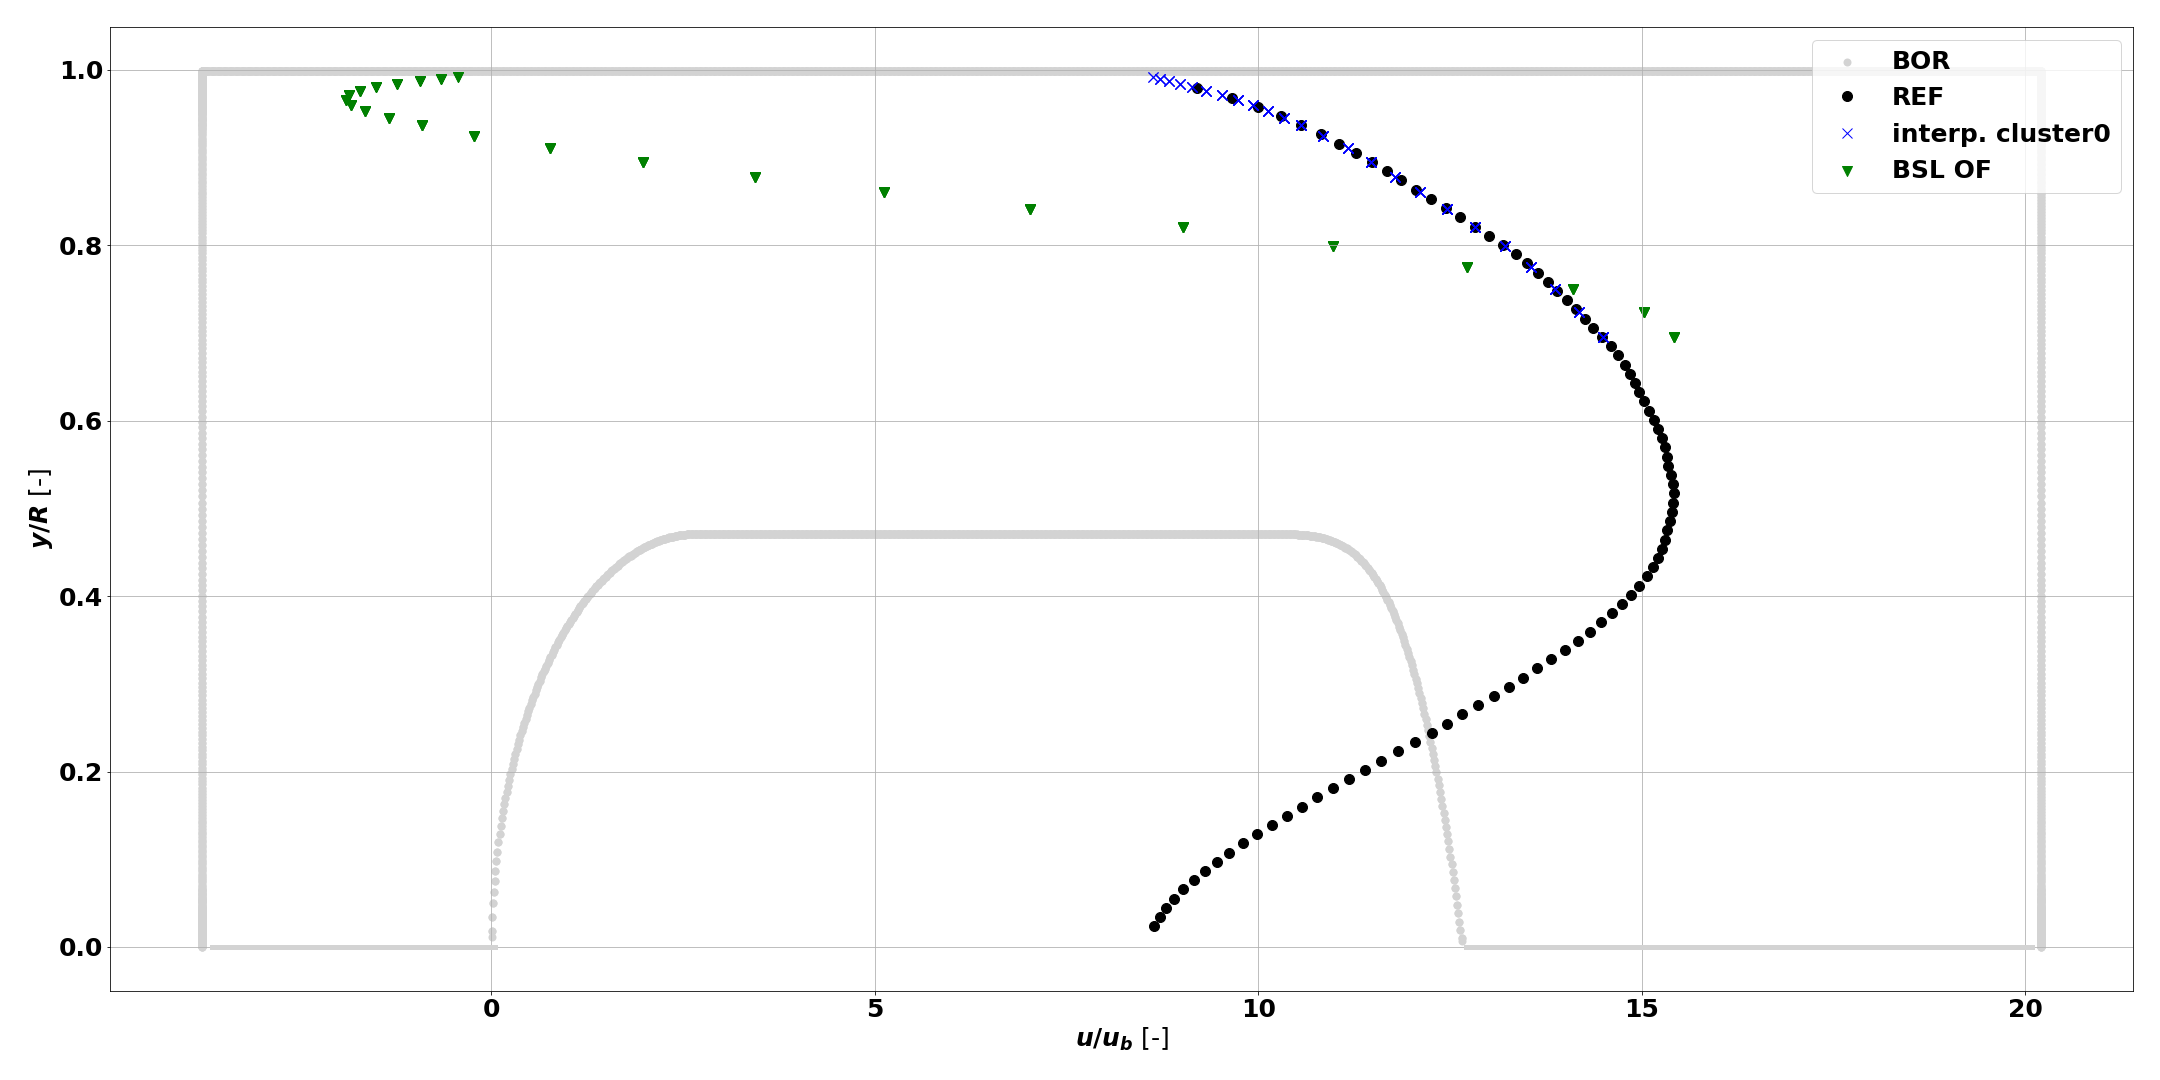 1.0
0.8
0.6
0.4
0.2
0.0
y/R [-]
0 5 10 15 20
u/u_b [-]
BOR
REF
interp. cluster0
BSL OF